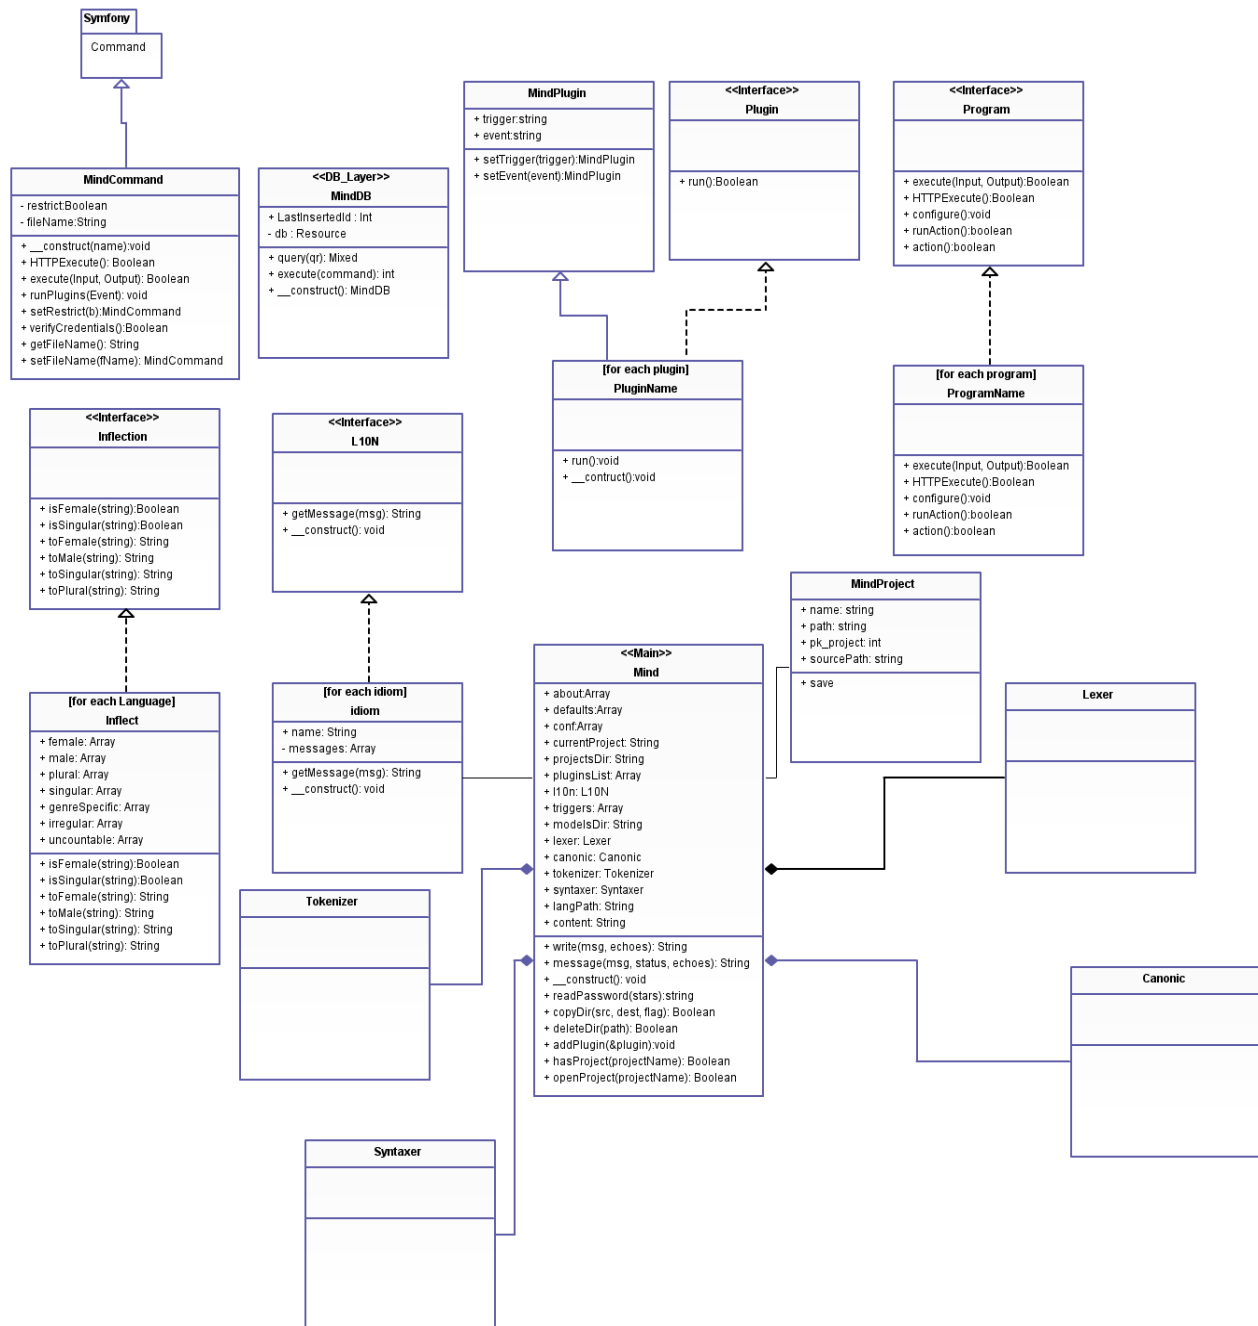 Symfony
Command
MindCommand
- restrict:Boolean
- fileName:String
+ __construct(name):void
+ HTTPExecute(): Boolean
+ execute(Input, Output): Boolean
+ runPlugins(Event): void
+ setRestrict(b):MindCommand
+ verifyCredentials():Boolean
+ getFileName(): String
+ setFileName(fName): MindCommand
<<DB_Layer>>
MindDB
+ LastInsertedId : Int
- db : Resource
+ query(qr): Mixed
+ execute(command): int
+ __construct(): MindDB
MindPlugin
+ trigger:string
+ event:string
+ setTrigger(trigger):MindPlugin
+ setEvent(event):MindPlugin
<<Interface>>
Plugin
+ run():Boolean
<<Interface>>
Program
+ execute(Input, Output):Boolean
+ HTTPExecute():Boolean
+ configure():void
+ runAction():boolean
+ action():boolean
[for each plugin]
PluginName
+ run():void
+ __contruct():void
[for each program]
ProgramName
+ execute(Input, Output):Boolean
+ HTTPExecute():Boolean
+ configure():void
+ runAction():boolean
+ action():boolean
<<Interface>>
Inflection
+ isFemale(string):Boolean
+ isSingular(string):Boolean
+ toFemale(string): String
+ toMale(string): String
+ toSingular(string): String
+ toPlural(string): String
<<Interface>>
L10N
+ getMessage(msg): String
+ __construct(): void
[for each Language]
Inflect
+ female: Array
+ male: Array
+ plural: Array
+ singular: Array
+ genreSpecific: Array
+ irregular: Array
+ uncountable: Array
+ isFemale(string):Boolean
+ isSingular(string):Boolean
+ toFemale(string): String
+ toMale(string): String
+ toSingular(string): String
+ toPlural(string): String
[for each idiom]
idiom
+ name: String
- messages: Array
+ getMessage(msg): String
+ __construct(): void
<<Main>>
Mind
+ about:Array
+ defaults:Array
+ conf:Array
+ currentProject: String
+ projectsDir: String
+ pluginsList: Array
+ l10n: L10N
+ triggers: Array
+ modelsDir: String
+ lexer: Lexer
+ canonic: Canonic
+ tokenizer: Tokenizer
+ syntaxer: Syntaxer
+ langPath: String
+ content: String
+ write(msg, echoes): String
+ message(msg, status, echoes): String
+ __construct(): void
+ readPassword(stars):string
+ copyDir(src, dest, flag): Boolean
+ deleteDir(path): Boolean
+ addPlugin(&plugin):void
+ hasProject(projectName): Boolean
+ openProject(projectName): Boolean
MindProject
+ name: string
+ path: string
+ pk_project: int
+ sourcePath: string
+ save
Lexer
Tokenizer
Canonic
Syntaxer